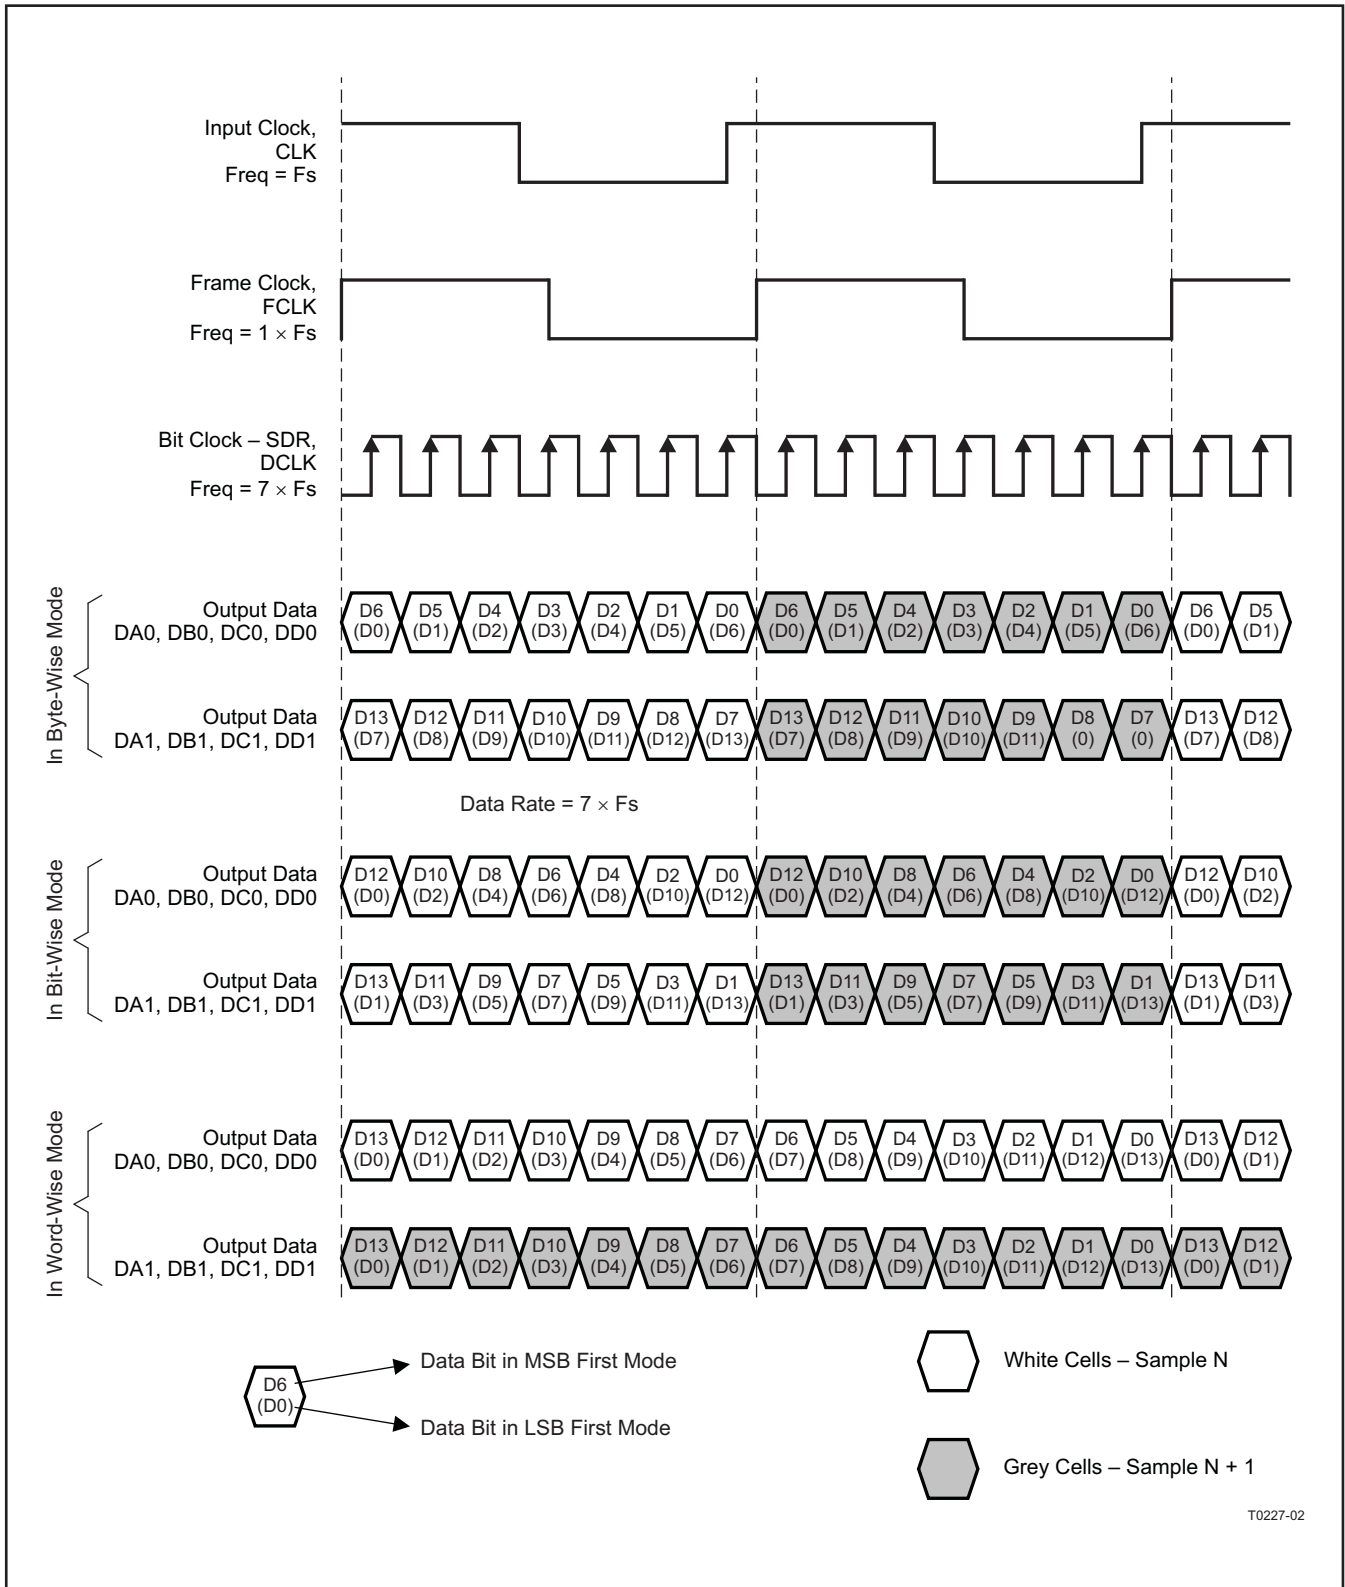 Input Clock,
CLK
Freq = Fs
Frame Clock,
FCLK
Freq = 1 × Fs
Bit Clock – SDR,
DCLK
Freq = 7 × Fs
In Byte-Wise Mode
Output Data
DA0, DB0, DC0, DD0
D6 D5 D4 D3 D2 D1 D0 D6 D5 D4 D3 D2 D1 D0 D6 D5
(D0) (D1) (D2) (D3) (D4) (D5) (D6) (D0) (D1) (D2) (D3) (D4) (D5) (D6) (D0) (D1)
Output Data
DA1, DB1, DC1, DD1
D13 D12 D11 D10 D9 D8 D7 D13 D12 D11 D10 D9 D8 D7 D13 D12
(D7) (D8) (D9) (D10) (D11) (D12) (D13) (D7) (D8) (D9) (D10) (D11) (0) (0) (D7) (D8)
Data Rate = 7 × Fs
In Bit-Wise Mode
Output Data
DA0, DB0, DC0, DD0
D12 D10 D8 D6 D4 D2 D0 D12 D10 D8 D6 D4 D2 D0 D12 D10
(D0) (D2) (D4) (D6) (D8) (D10) (D12) (D0) (D2) (D4) (D6) (D8) (D10) (D12) (D0) (D2)
Output Data
DA1, DB1, DC1, DD1
D13 D11 D9 D7 D5 D3 D1 D13 D11 D9 D7 D5 D3 D1 D13 D11
(D1) (D3) (D5) (D7) (D9) (D11) (D13) (D1) (D3) (D5) (D7) (D9) (D11) (D13) (D1) (D3)
In Word-Wise Mode
Output Data
DA0, DB0, DC0, DD0
D13 D12 D11 D10 D9 D8 D7 D6 D5 D4 D3 D2 D1 D0 D13 D12
(D0) (D1) (D2) (D3) (D4) (D5) (D6) (D7) (D8) (D9) (D10) (D11) (D12) (D13) (D0) (D1)
Output Data
DA1, DB1, DC1, DD1
D13 D12 D11 D10 D9 D8 D7 D6 D5 D4 D3 D2 D1 D0 D13 D12
(D0) (D1) (D2) (D3) (D4) (D5) (D6) (D7) (D8) (D9) (D10) (D11) (D12) (D13) (D0) (D1)
D6
(D0)
Data Bit in MSB First Mode
Data Bit in LSB First Mode
White Cells – Sample N
Grey Cells – Sample N + 1
T0227-02